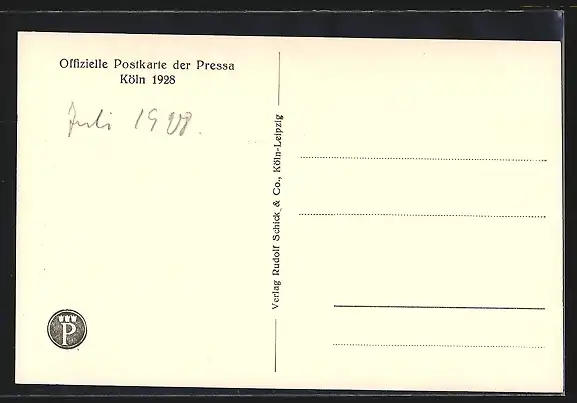 Offizielle Postkarte der Pressa
Köln 1928
Juli 1928.
Verlag Rudolf Schick & Co., Köln-Leipzig
P